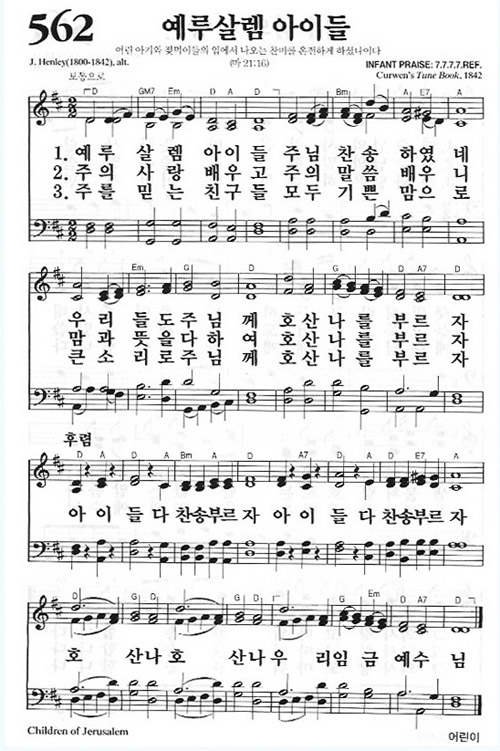 562 예루살렘 아이들
어린 아기와 젖먹이들의 입에서 나오는 찬미를 온전하게 하셨나이다
J. Henley(1800-1842), alt. (마 21:16) INFANT PRAISE: 7.7.7.7.REF.
보통으로 Curwen's Tune Book, 1842
D GM7 Em G D A D Bm A E7 A
1. 예 루 살 렘 아 이 들 주 님 찬 송 하 였 네
2. 주 의 사 랑 배 우 고 주 의 말 씀 배 우 니
3. 주 를 믿 는 친 구 들 모 두 기 쁜 맘 으 로
A Em G D G D A7 D
우 리 들 도 주 님 께 호 산 나 를 부 르 자
맘 과 뜻 을 다 하 여 호 산 나 를 부 르 자
큰 소 리 로 주 님 께 호 산 나 를 부 르 자
후렴
D A D A Bm A D A D A D E7 A
아 이 들 다 찬송부르 자 아 이 들 다 찬송부르 자
G D G D G Em D A7 D
호 산나 호 산나 우 리 임 금 예수 님
Children of Jerusalem 어린이